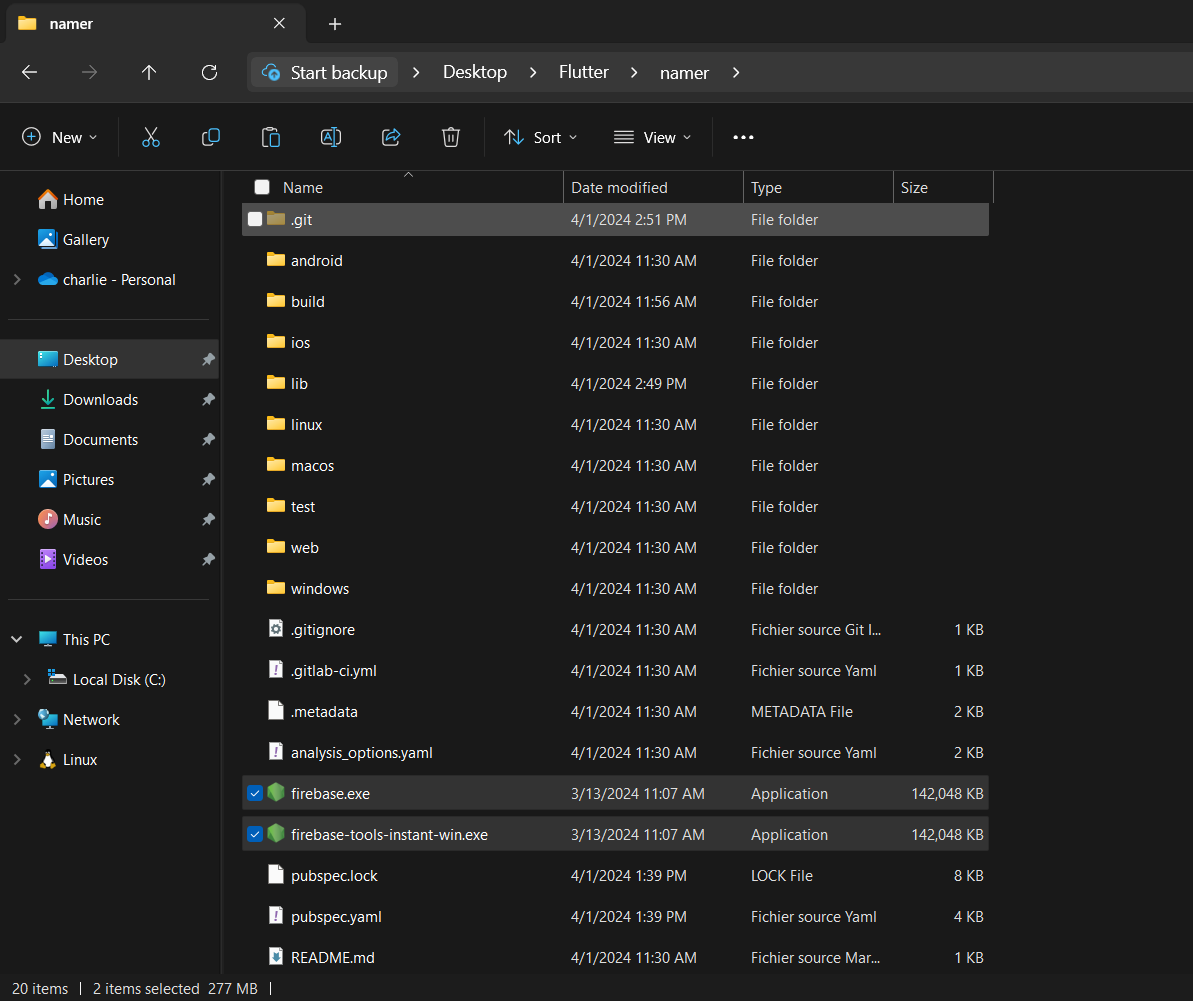 namer
Start backup Desktop Flutter namer
New Sort View
Home
Gallery
charlie - Personal
Desktop
Downloads
Documents
Pictures
Music
Videos
This PC
Local Disk (C:)
Network
Linux
Name Date modified Type Size
.git 4/1/2024 2:51 PM File folder
android 4/1/2024 11:30 AM File folder
build 4/1/2024 11:56 AM File folder
ios 4/1/2024 11:30 AM File folder
lib 4/1/2024 2:49 PM File folder
linux 4/1/2024 11:30 AM File folder
macos 4/1/2024 11:30 AM File folder
test 4/1/2024 11:30 AM File folder
web 4/1/2024 11:30 AM File folder
windows 4/1/2024 11:30 AM File folder
.gitignore 4/1/2024 11:30 AM Fichier source Git I... 1 KB
.gitlab-ci.yml 4/1/2024 11:30 AM Fichier source Yaml 1 KB
.metadata 4/1/2024 11:30 AM METADATA File 2 KB
analysis_options.yaml 4/1/2024 11:30 AM Fichier source Yaml 2 KB
firebase.exe 3/13/2024 11:07 AM Application 142,048 KB
firebase-tools-instant-win.exe 3/13/2024 11:07 AM Application 142,048 KB
pubspec.lock 4/1/2024 1:39 PM LOCK File 8 KB
pubspec.yaml 4/1/2024 1:39 PM Fichier source Yaml 4 KB
README.md 4/1/2024 11:30 AM Fichier source Mar... 1 KB
20 items 2 items selected 277 MB